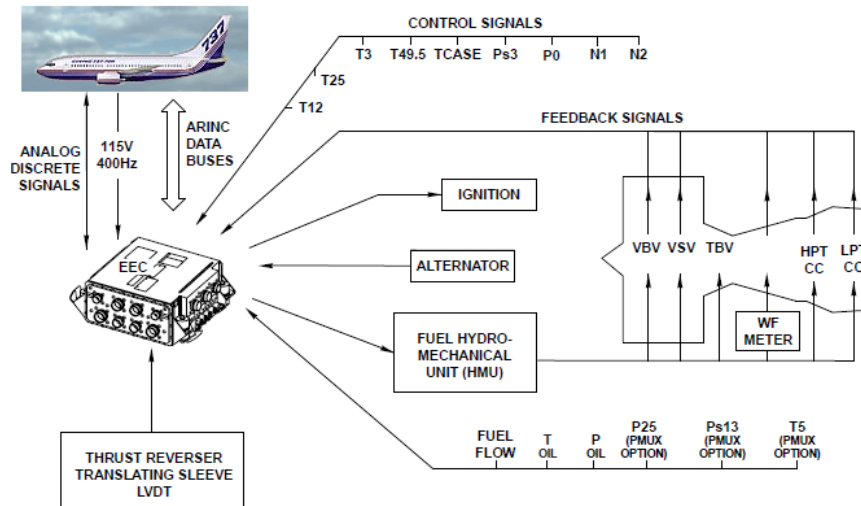 CONTROL SIGNALS
T3 T49.5 TCASE Ps3 P0 N1 N2
T25
T12
737
ANALOG
DISCRETE
SIGNALS
115V
400Hz
ARINC
DATA
BUSES
FEEDBACK SIGNALS
IGNITION
EEC
ALTERNATOR
VBV VSV TBV
HPT
CC
LPT
CC
FUEL HYDRO-
MECHANICAL
UNIT (HMU)
WF
METER
THRUST REVERSER
TRANSLATING SLEEVE
LVDT
FUEL
FLOW
T
OIL
P
OIL
P25
(PMUX
OPTION)
Ps13
(PMUX
OPTION)
T5
(PMUX
OPTION)